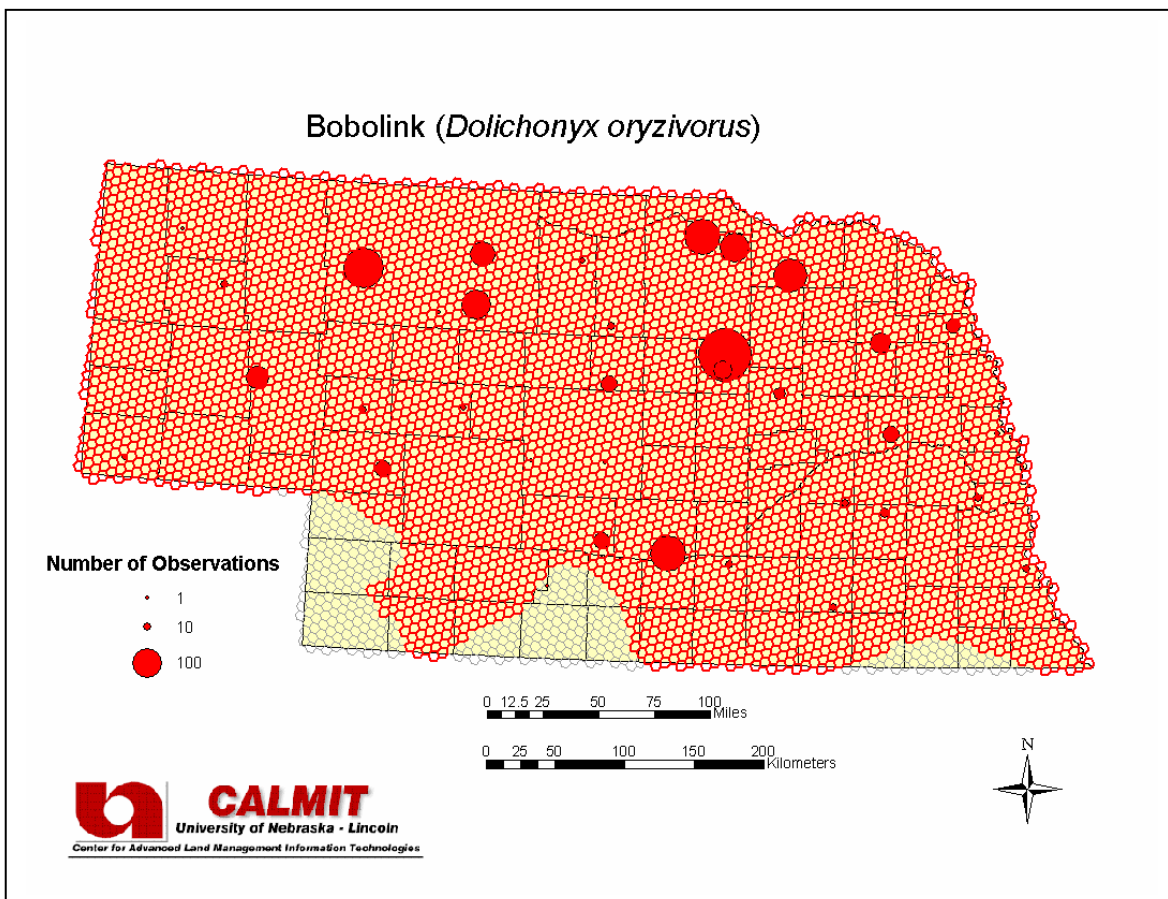 Bobolink (Dolichonyx oryzivorus)
Number of Observations
1
10
100
0 12.5 25 50 75 100
Miles
0 25 50 100 150 200
Kilometers
N
CALMIT
University of Nebraska - Lincoln
Center for Advanced Land Management Information Technologies